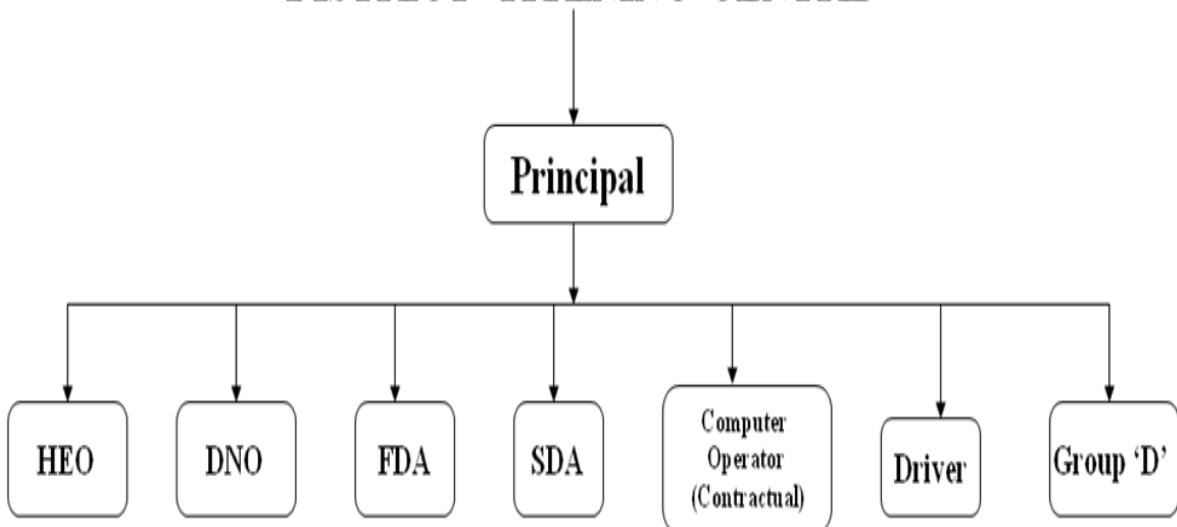 Principal
HEO
DNO
FDA
SDA
Computer
Operator
(Contractual)
Driver
Group ‘D’